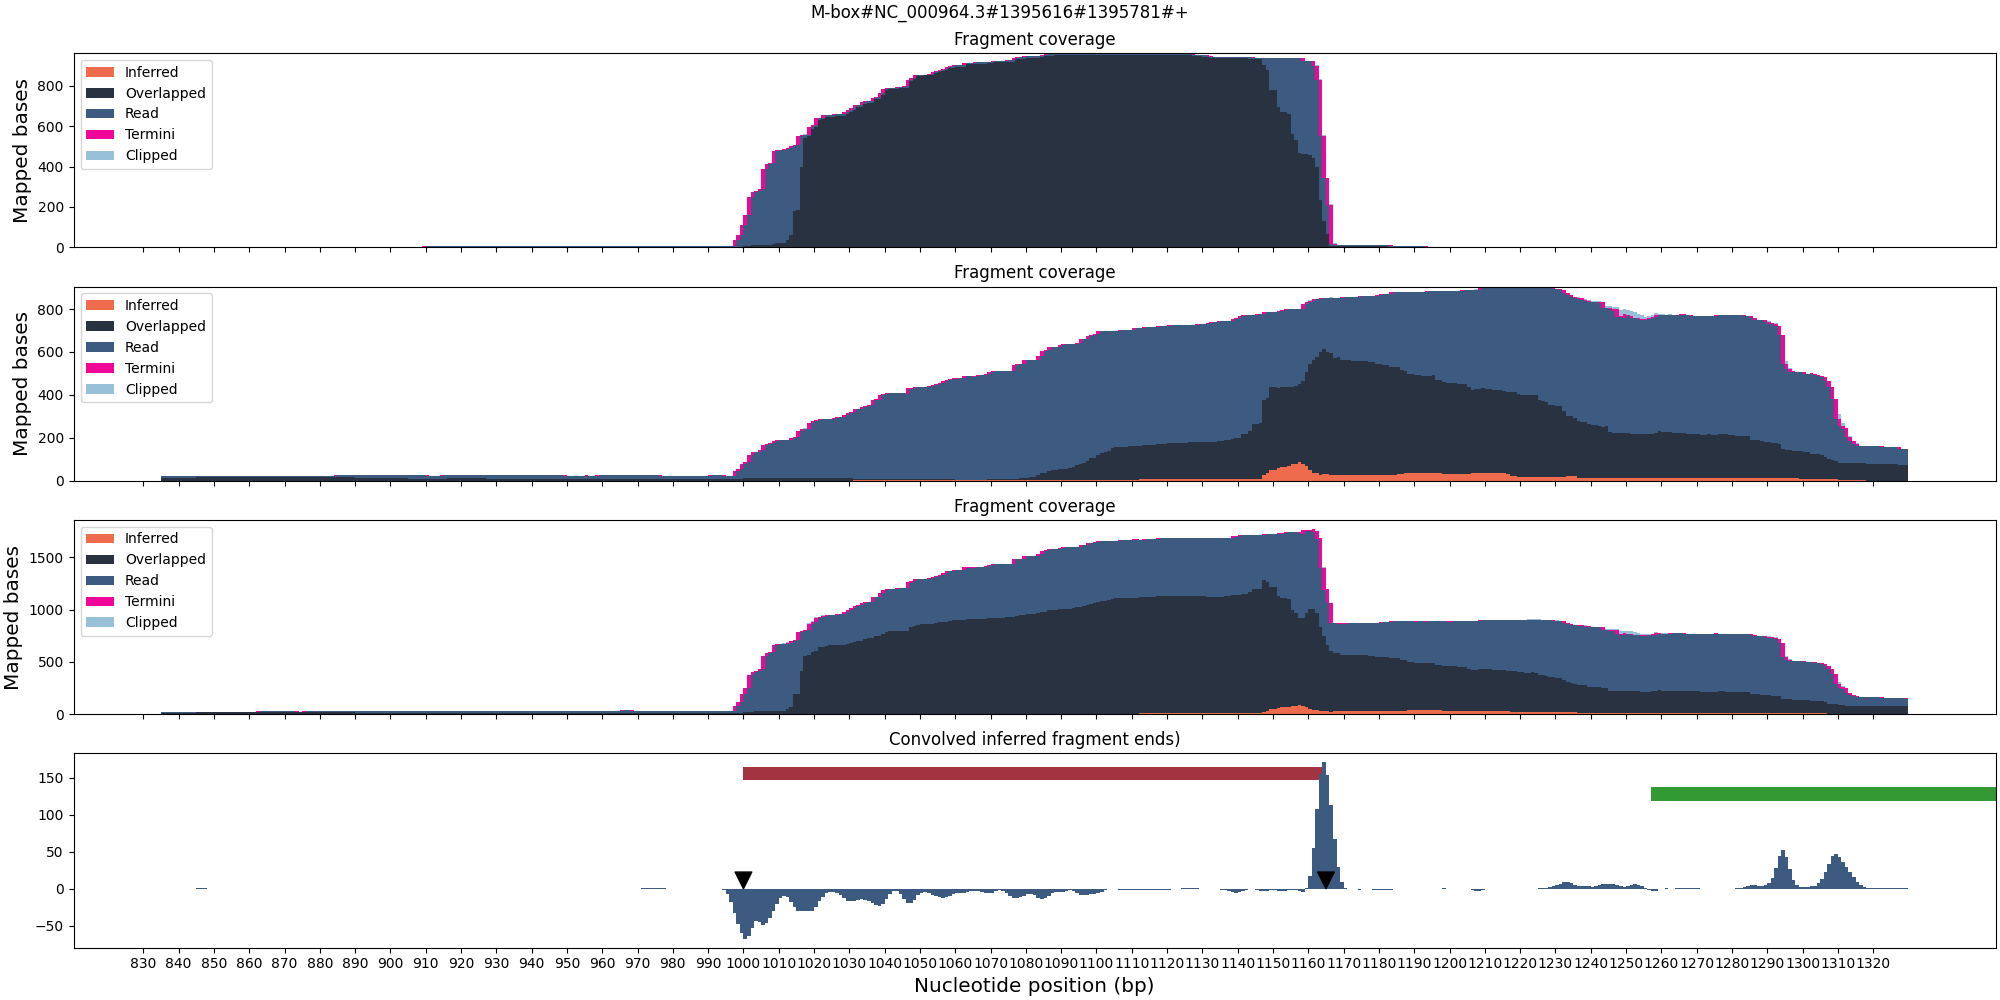 M-box#NC_000964.3#1395616#1395781#+
Fragment coverage
Mapped bases
800
600
400
200
0
Inferred
Overlapped
Read
Termini
Clipped
Fragment coverage
Mapped bases
800
600
400
200
0
Inferred
Overlapped
Read
Termini
Clipped
Fragment coverage
Mapped bases
1500
1000
500
0
Inferred
Overlapped
Read
Termini
Clipped
Convolved inferred fragment ends)
150
100
50
0
−50
830 840 850 860 870 880 890 900 910 920 930 940 950 960 970 980 990 1000 1010 1020 1030 1040 1050 1060 1070 1080 1090 1100 1110 1120 1130 1140 1150 1160 1170 1180 1190 1200 1210 1220 1230 1240 1250 1260 1270 1280 1290 1300 1310 1320
Nucleotide position (bp)